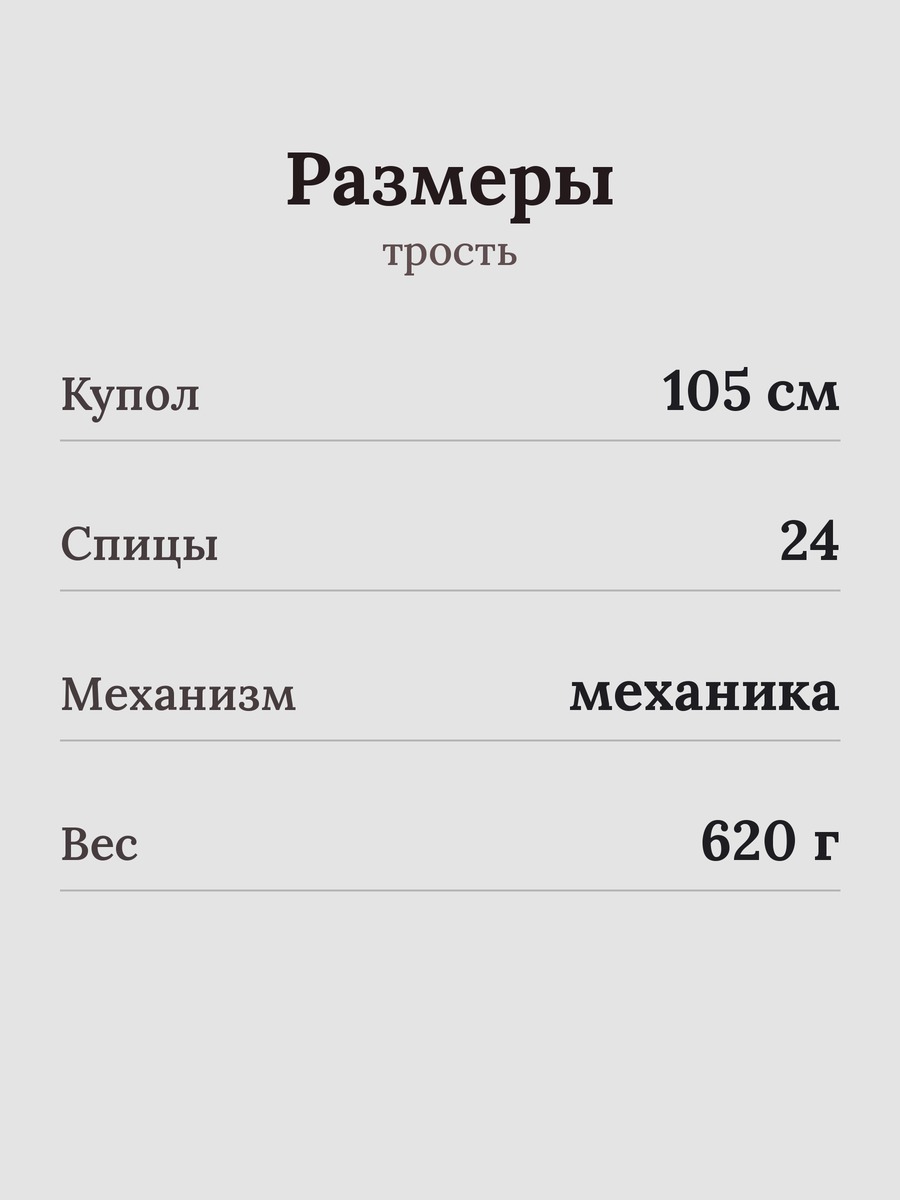 Размеры
трость
Купол 105 см
Спицы 24
Механизм механика
Вес 620 г